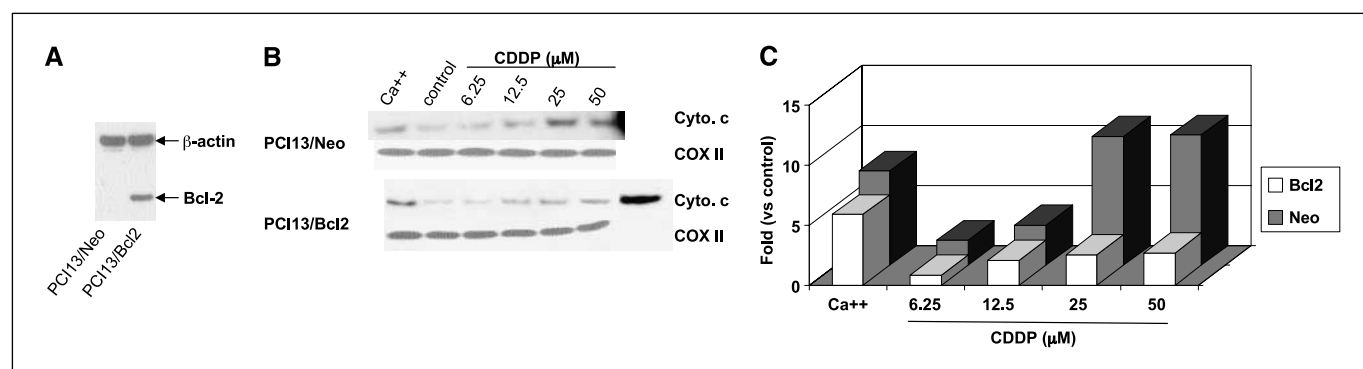 A
β-actin
Bcl-2
PCI13/Neo
PCI13/Bcl2
B
CDDP (μM)
Ca++
control
6.25
12.5
25
50
PCI13/Neo
Cyto. c
COX II
PCI13/Bcl2
Cyto. c
COX II
C
Fold (vs control)
15
10
5
0
Ca++
6.25
12.5
25
50
CDDP (μM)
Bcl2
Neo